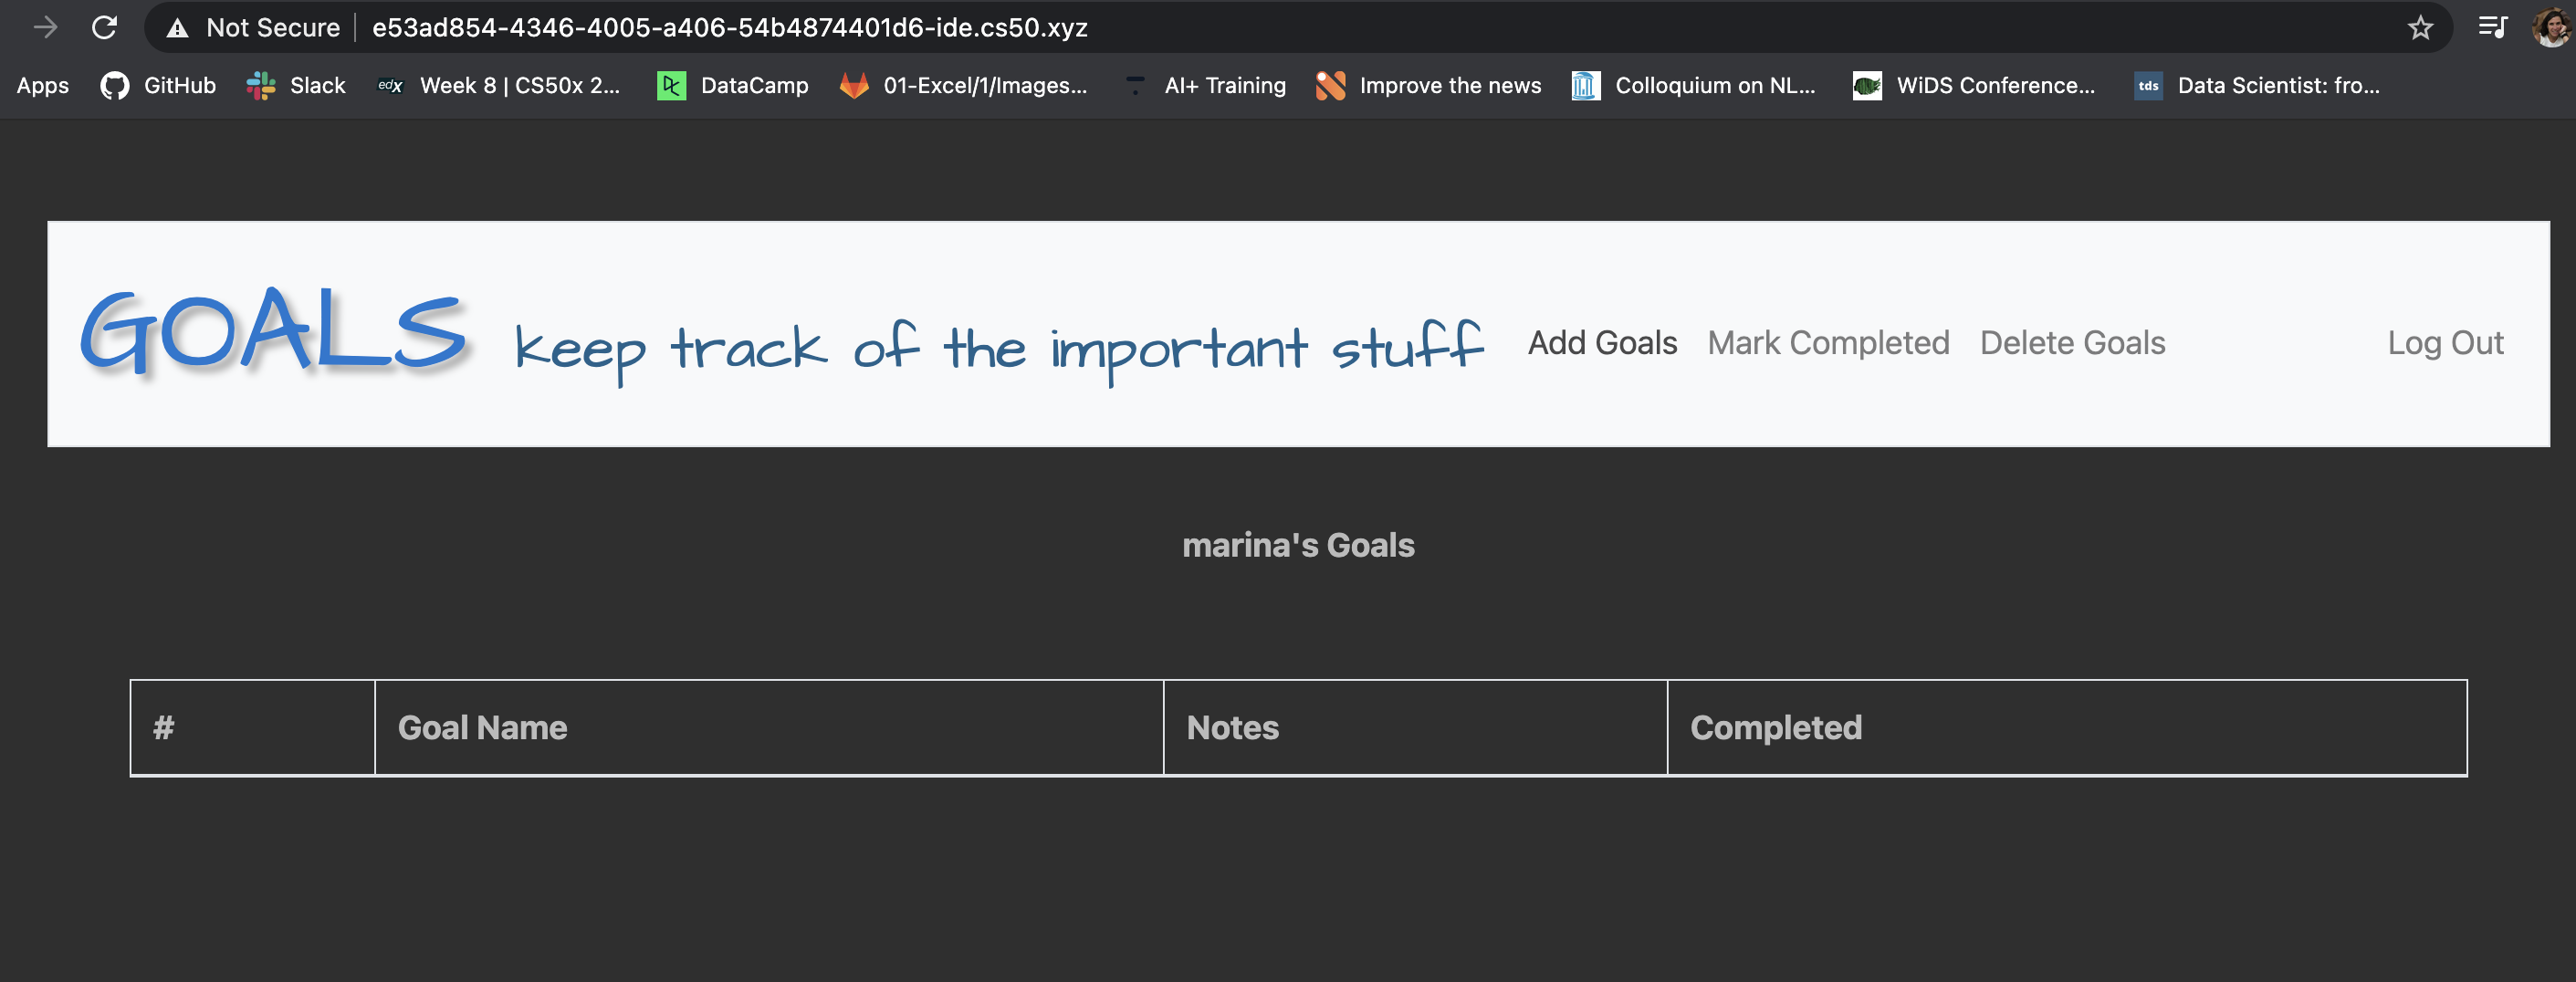 Not Secure e53ad854-4346-4005-a406-54b4874401d6-ide.cs50.xyz
Apps GitHub Slack edX Week 8 | CS50x 2... DataCamp 01-Excel/1/Images... AI+ Training Improve the news Colloquium on NL... WiDS Conference... tds Data Scientist: fro...
GOALS keep track of the important stuff Add Goals Mark Completed Delete Goals Log Out
marina's Goals
# Goal Name Notes Completed